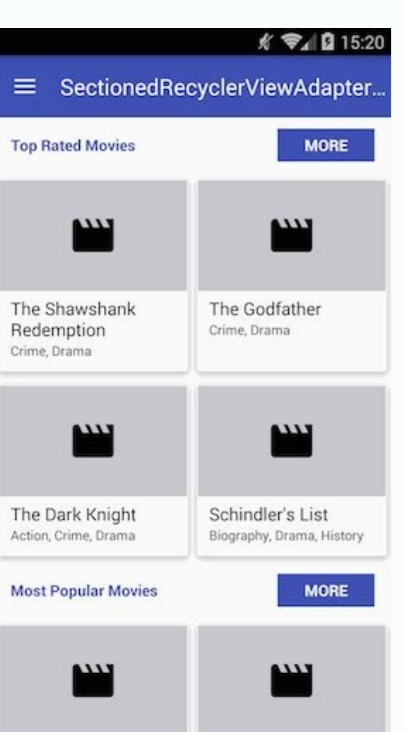 15:20
SectionedRecyclerViewAdapter...
Top Rated Movies
MORE
The Shawshank
Redemption
Crime, Drama
The Godfather
Crime, Drama
The Dark Knight
Action, Crime, Drama
Schindler's List
Biography, Drama, History
Most Popular Movies
MORE